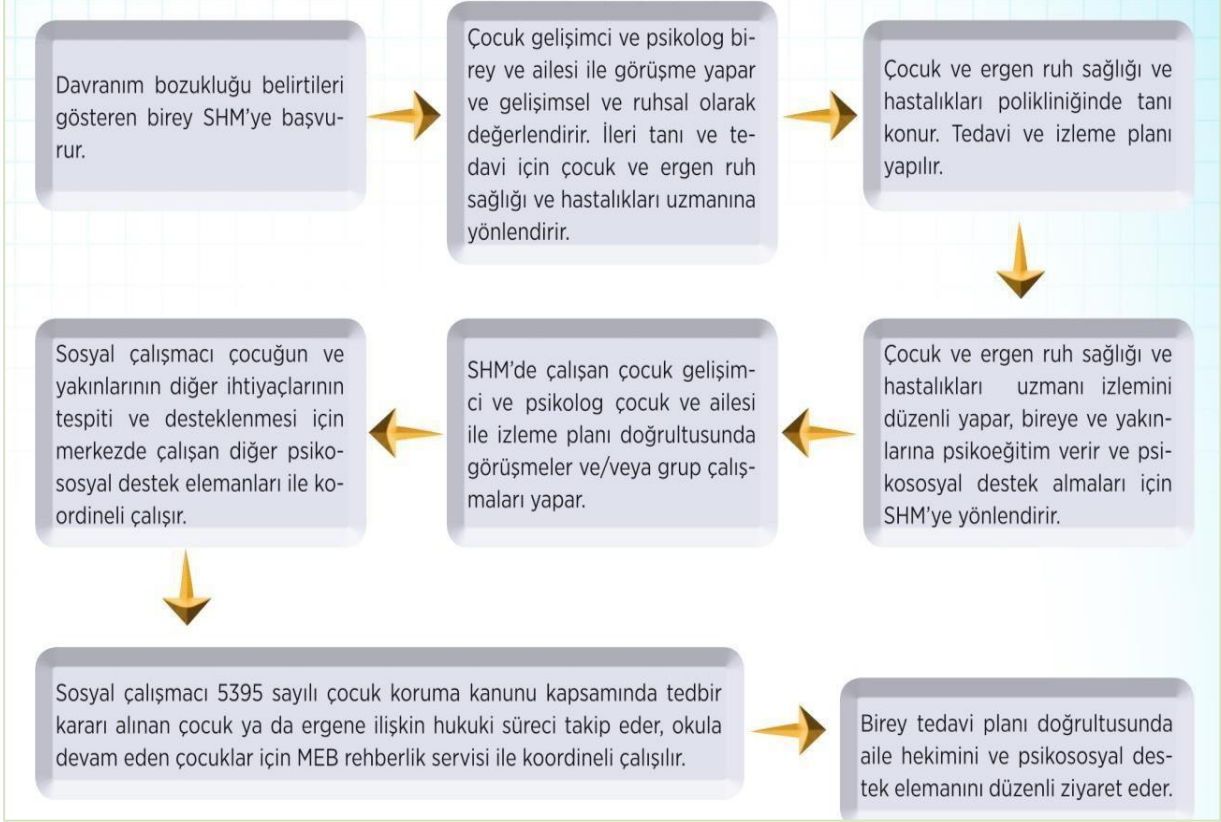 Davranım bozukluğu belirtileri
gösteren birey SHM’ye başvu-
rur.
Çocuk gelişimci ve psikolog bi-
rey ve ailesi ile görüşme yapar
ve gelişimsel ve ruhsal olarak
değerlendirir. İleri tanı ve te-
davi için çocuk ve ergen ruh
sağlığı ve hastalıkları uzmanına
yönlendirir.
Çocuk ve ergen ruh sağlığı ve
hastalıkları polikliniğinde tanı
konur. Tedavi ve izleme planı
yapılır.
Çocuk ve ergen ruh sağlığı ve
hastalıkları uzmanı izlemini
düzenli yapar, bireye ve yakın-
larına psikoeğitim verir ve psi-
kososyal destek almaları için
SHM’ye yönlendirir.
SHM’de çalışan çocuk gelişim-
ci ve psikolog çocuk ve ailesi
ile izleme planı doğrultusunda
görüşmeler ve/veya grup çalış-
maları yapar.
Sosyal çalışmacı çocuğun ve
yakınlarının diğer ihtiyaçlarının
tespiti ve desteklenmesi için
merkezde çalışan diğer psiko-
sosyal destek elemanları ile ko-
ordineli çalışır.
Sosyal çalışmacı 5395 sayılı çocuk koruma kanunu kapsamında tedbir
kararı alınan çocuk ya da ergene ilişkin hukuki süreci takip eder, okula
devam eden çocuklar için MEB rehberlik servisi ile koordineli çalışılır.
Birey tedavi planı doğrultusunda
aile hekimini ve psikososyal des-
tek elemanını düzenli ziyaret eder.